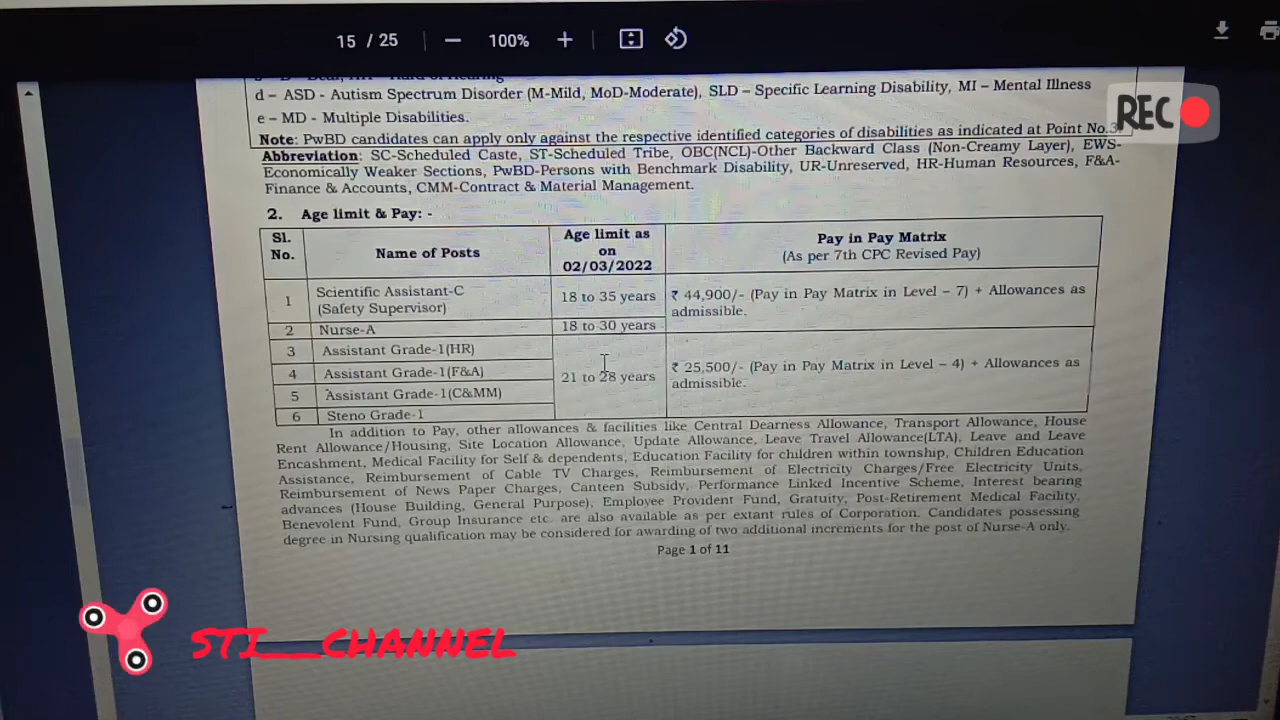 15 / 25 — 100% +
d – ASD - Autism Spectrum Disorder (M-Mild, MoD-Moderate), SLD – Specific Learning Disability, MI – Mental Illness
e – MD - Multiple Disabilities.
REC
Note: PwBD candidates can apply only against the respective identified categories of disabilities as indicated at Point No.3.
Abbreviation: SC-Scheduled Caste, ST-Scheduled Tribe, OBC(NCL)-Other Backward Class (Non-Creamy Layer), EWS-
Economically Weaker Sections, PwBD-Persons with Benchmark Disability, UR-Unreserved, HR-Human Resources, F&A-
Finance & Accounts, CMM-Contract & Material Management.
2. Age limit & Pay: -
Sl. No.
Name of Posts
Age limit as on 02/03/2022
Pay in Pay Matrix
(As per 7th CPC Revised Pay)
1
Scientific Assistant-C
(Safety Supervisor)
18 to 35 years
₹ 44,900/- (Pay in Pay Matrix in Level – 7) + Allowances as
admissible.
2 Nurse-A 18 to 30 years
3 Assistant Grade-1(HR)
4 Assistant Grade-1(F&A)
5 Assistant Grade-1(C&MM)
6 Steno Grade-1
21 to 28 years
₹ 25,500/- (Pay in Pay Matrix in Level – 4) + Allowances as
admissible.
In addition to Pay, other allowances & facilities like Central Dearness Allowance, Transport Allowance, House
Rent Allowance/Housing, Site Location Allowance, Update Allowance, Leave Travel Allowance(LTA), Leave and Leave
Encashment, Medical Facility for Self & dependents, Education Facility for children within township, Children Education
Assistance, Reimbursement of Cable TV Charges, Reimbursement of Electricity Charges/Free Electricity Units,
Reimbursement of News Paper Charges, Canteen Subsidy, Performance Linked Incentive Scheme, Interest bearing
advances (House Building, General Purpose), Employee Provident Fund, Gratuity, Post-Retirement Medical Facility,
Benevolent Fund, Group Insurance etc. are also available as per extant rules of Corporation. Candidates possessing
degree in Nursing qualification may be considered for awarding of two additional increments for the post of Nurse-A only.
Page 1 of 11
STI__CHANNEL